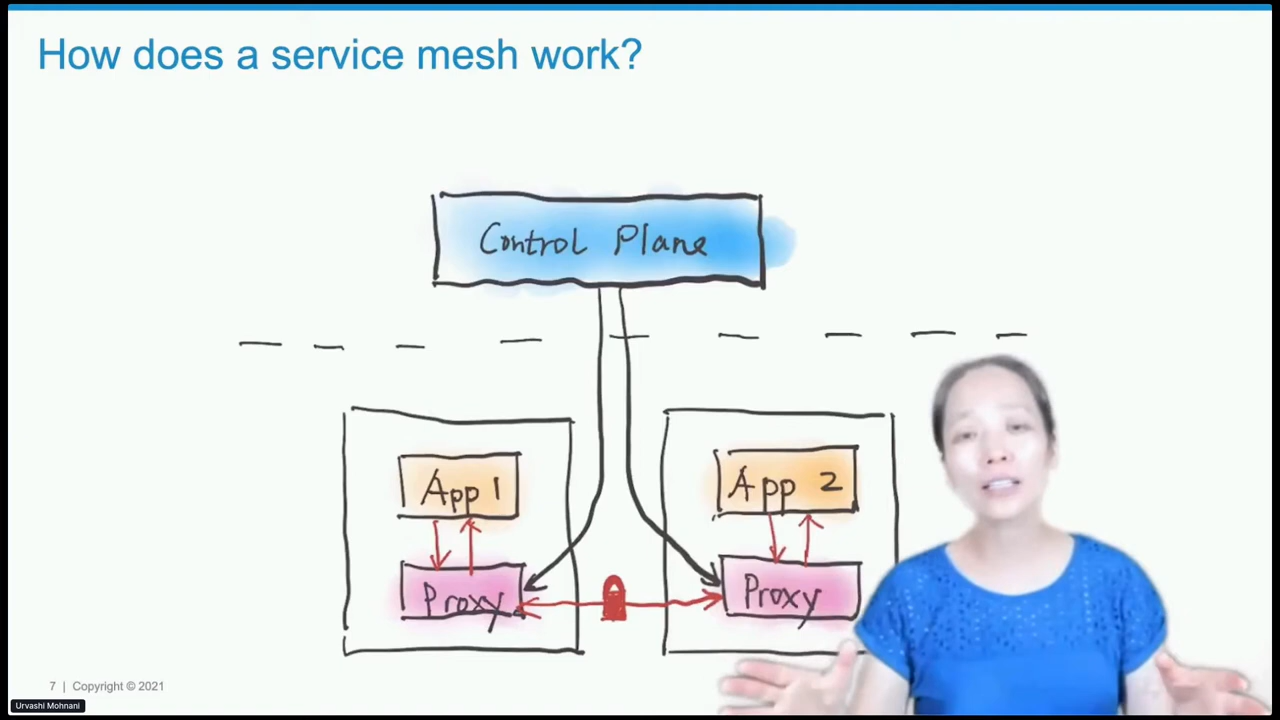 How does a service mesh work?
Control Plane
App 1
App 2
Proxy
Proxy
7 | Copyright © 2021
Urvashi Mohnani